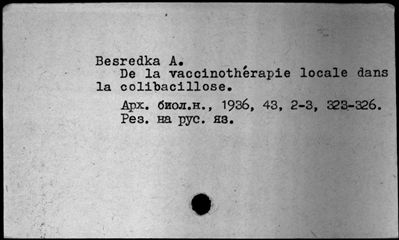 Besredka A.
De la vaccinothérapie locale dans
la colibacillose.
Арх. биол.н., 1936, 43, 2-3, 323-326.
Рез. на рус. яз.